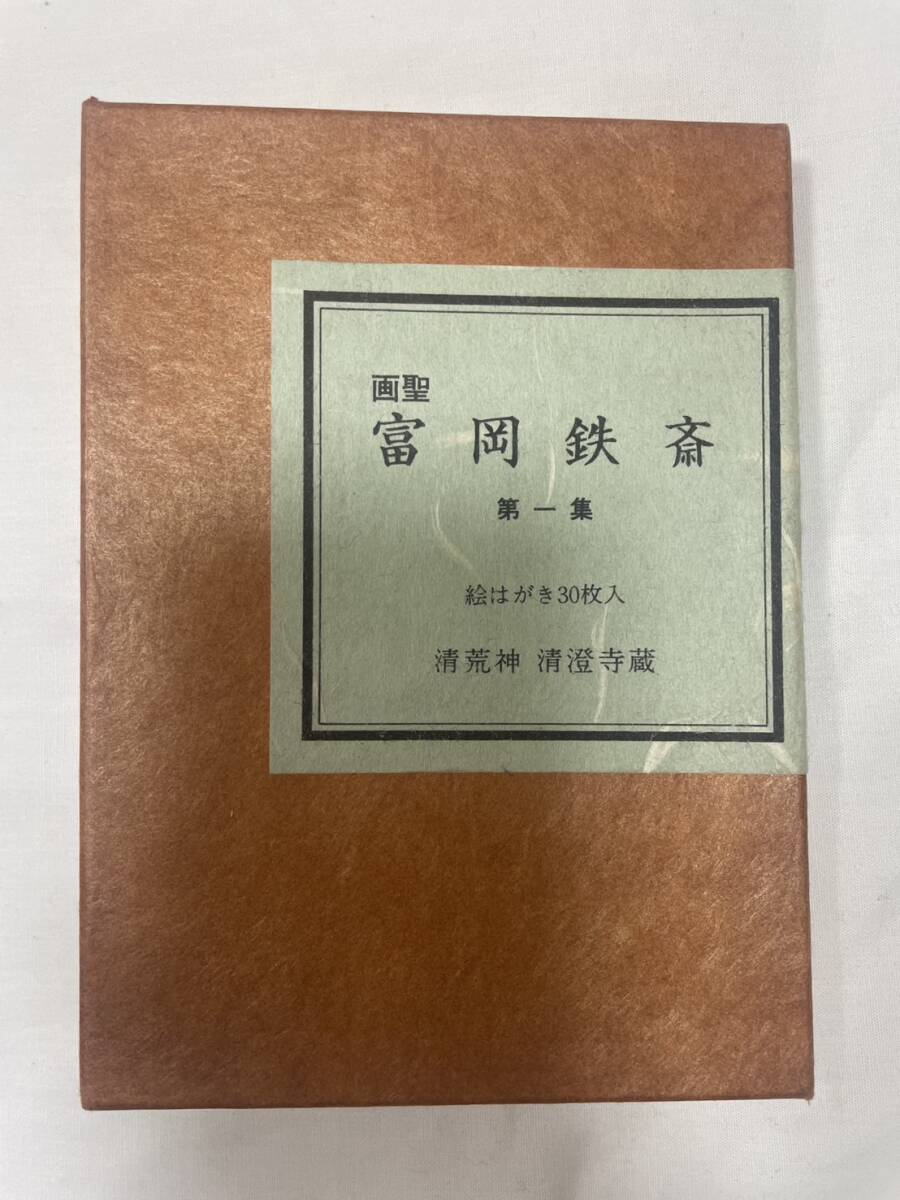 画聖
富岡鉄斎
第一集
絵はがき30枚入
清荒神 清澄寺蔵